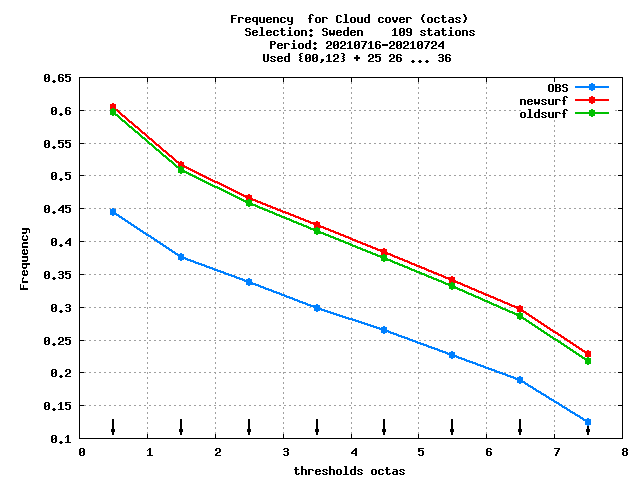 Frequency  for Cloud cover (octas)
Selection: Sweden    109 stations
Period: 20210716-20210724
Used {00,12} + 25 26 ... 36
OBS
newsurf
oldsurf
0.65
0.6
0.55
0.5
0.45
0.4
0.35
0.3
0.25
0.2
0.15
0.1
Frequency
0 1 2 3 4 5 6 7 8
thresholds octas